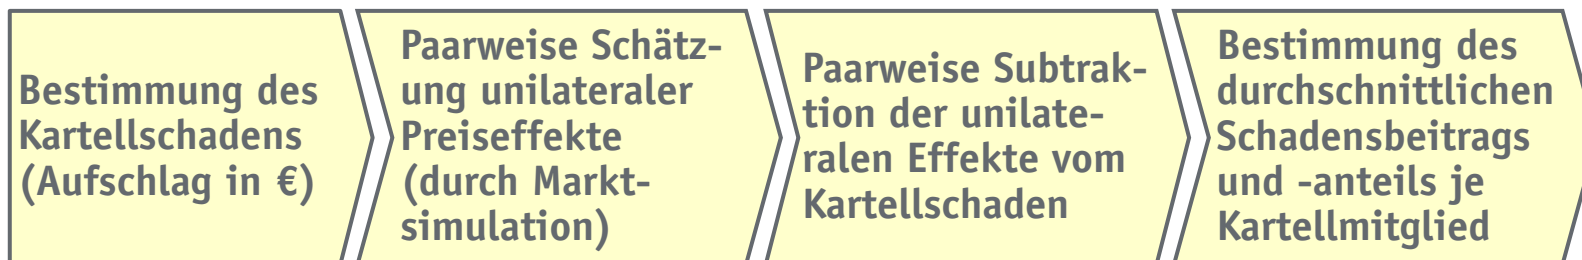 Bestimmung des
Kartellschadens
(Aufschlag in €)
Paarweise Schätz-
ung unilateraler
Preiseffekte
(durch Markt-
simulation)
Paarweise Subtrak-
tion der unilate-
ralen Effekte vom
Kartellschaden
Bestimmung des
durchschnittlichen
Schadensbeitrags
und -anteils je
Kartellmitglied